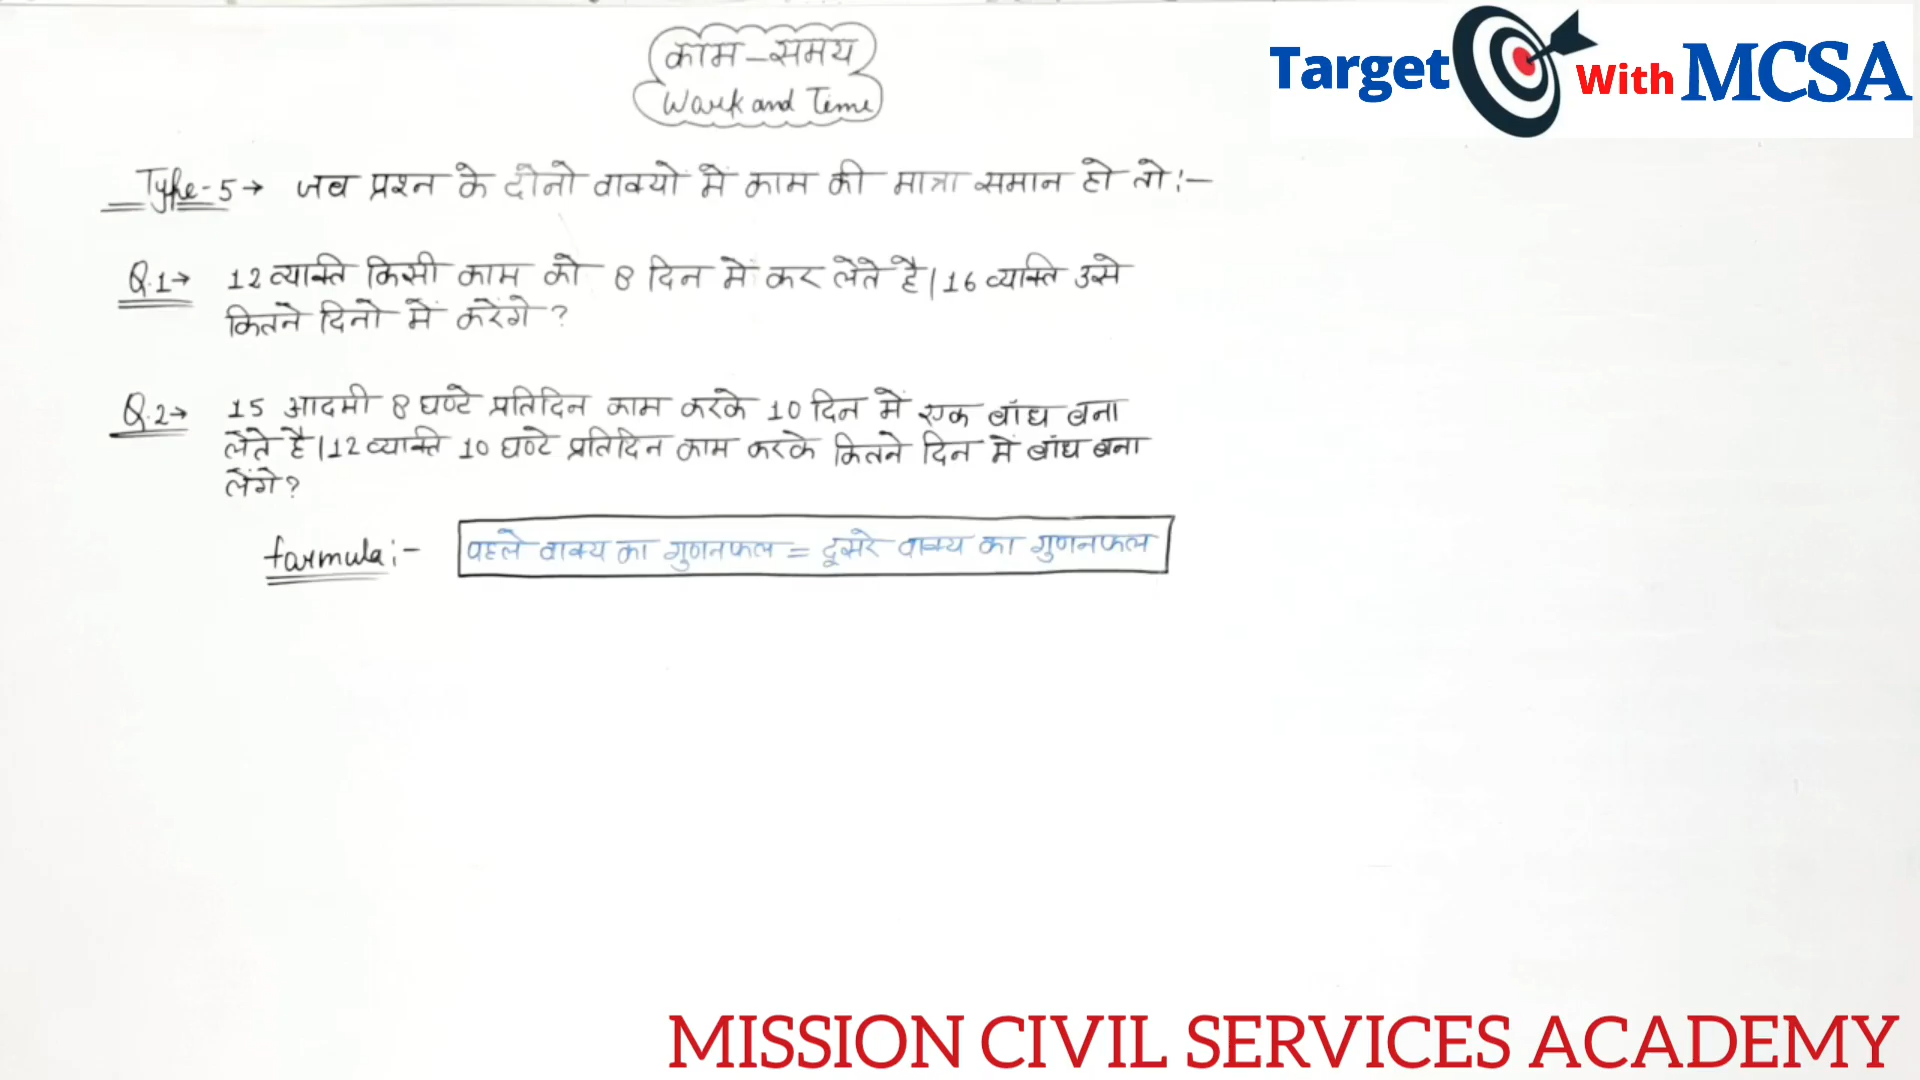 काम-समय
Work and Time
Target With MCSA
Type-5→ जब प्रश्न के दोनो वाक्यो में काम की मात्रा समान हो तो:-
Q.1→ 12 व्यक्ति किसी काम को 8 दिन में कर लेते है| 16 व्यक्ति उसे
कितने दिनो में करेंगे?
Q.2→ 15 आदमी 8 घण्टे प्रतिदिन काम करके 10 दिन में एक बांध बना
लेते है| 12 व्यक्ति 10 घण्टे प्रतिदिन काम करके कितने दिन में बांध बना
लेंगे?
formula:- पहले वाक्य का गुणनफल = दूसरे वाक्य का गुणनफल
MISSION CIVIL SERVICES ACADEMY